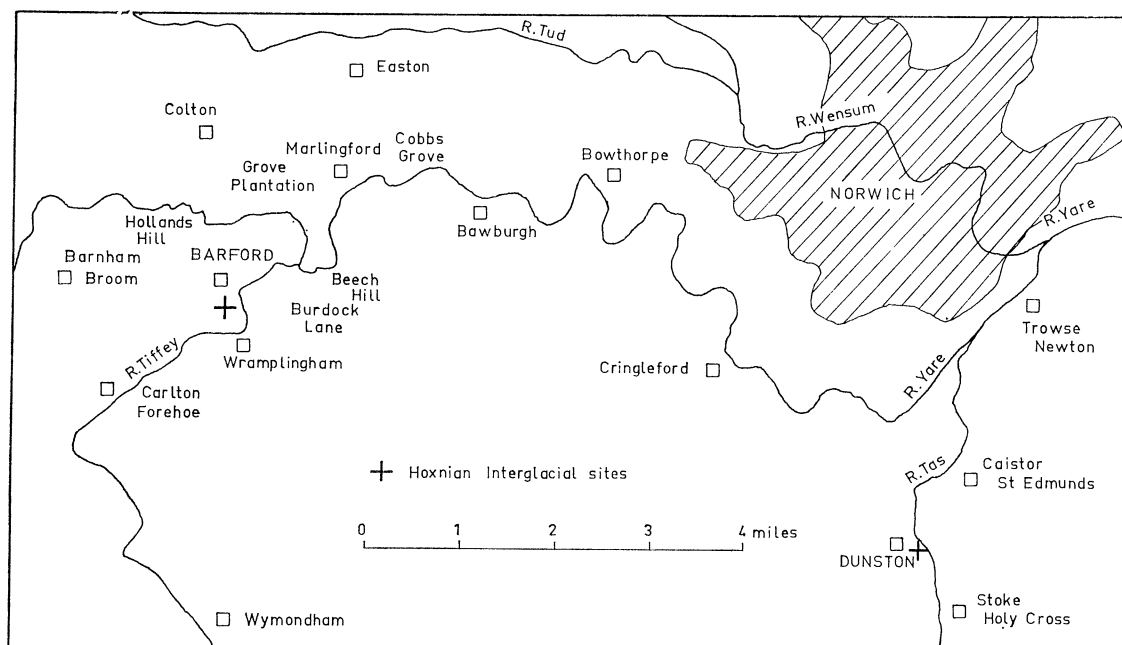 R.Tud
Easton
Colton
R.Wensum
Cobbs
Grove
Marlingford
Grove
Plantation
Bowthorpe
NORWICH
Hollands
Hill
Bawburgh
R.Yare
Barnham
Broom
BARFORD
Beech
Hill
Burdock
Lane
Trowse
Newton
Wramplingham
R.Tiffey
Cringleford
R.Yare
Carlton
Forehoe
Hoxnian Interglacial sites
R.Tas
Caistor
St Edmunds
0 1 2 3 4 miles
DUNSTON
Stoke
Holy Cross
Wymondham